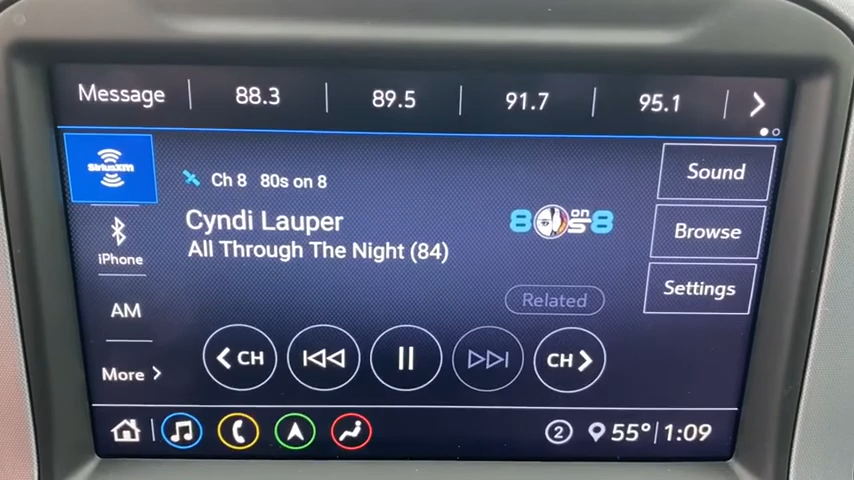 Message 88.3 89.5 91.7 95.1
SiriusXM
Ch 8 80s on 8
Cyndi Lauper
All Through The Night (84)
80s on 8
Sound
Browse
Settings
iPhone
AM
More
Related
CH
CH
2 55° 1:09